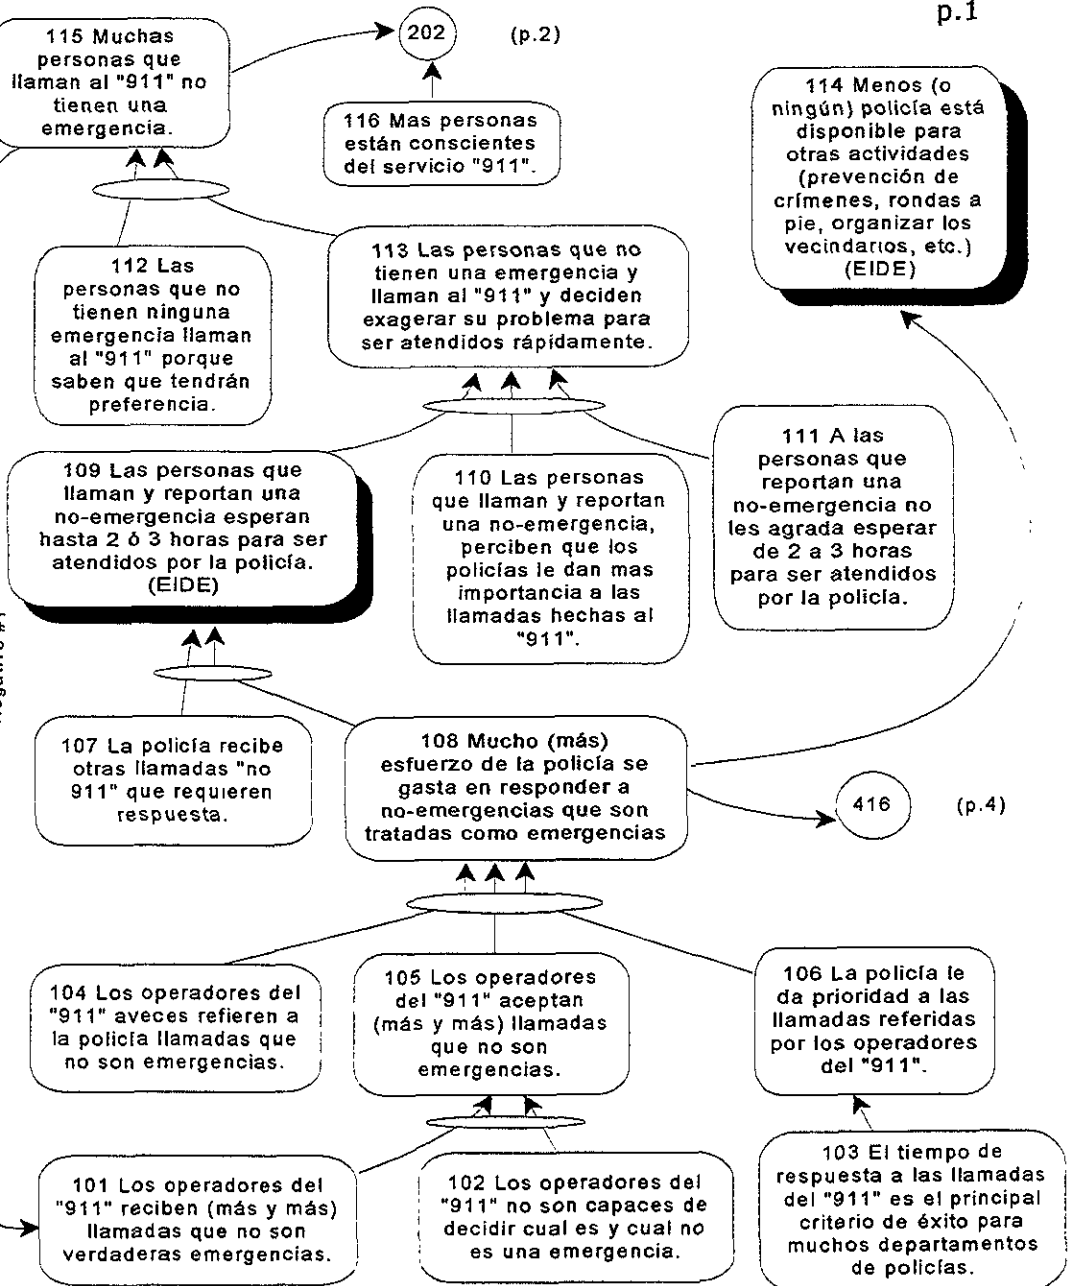 p.1
115 Muchas
personas que
llaman al "911" no
tienen una
emergencia.
202
(p.2)
116 Mas personas
están conscientes
del servicio "911".
114 Menos (o
ningún) policía está
disponible para
otras actividades
(prevención de
crímenes, rondas a
pie, organizar los
vecindarios, etc.)
(EIDE)
112 Las
personas que no
tienen ninguna
emergencia llaman
al "911" porque
saben que tendrán
preferencia.
113 Las personas que no
tienen una emergencia y
llaman al "911" y deciden
exagerar su problema para
ser atendidos rápidamente.
109 Las personas que
llaman y reportan una
no-emergencia esperan
hasta 2 ó 3 horas para ser
atendidos por la policía.
(EIDE)
110 Las personas
que llaman y reportan
una no-emergencia,
perciben que los
policías le dan mas
importancia a las
llamadas hechas al
"911".
111 A las
personas que
reportan una
no-emergencia no
les agrada esperar
de 2 a 3 horas
para ser atendidos
por la policía.
107 La policía recibe
otras llamadas "no
911" que requieren
respuesta.
108 Mucho (más)
esfuerzo de la policía se
gasta en responder a
no-emergencias que son
tratadas como emergencias
416
(p.4)
104 Los operadores del
"911" aveces refieren a
la policía llamadas que
no son emergencias.
105 Los operadores
del "911" aceptan
(más y más) llamadas
que no son
emergencias.
106 La policía le
da prioridad a las
llamadas referidas
por los operadores
del "911".
101 Los operadores del
"911" reciben (más y más)
llamadas que no son
verdaderas emergencias.
102 Los operadores del
"911" no son capaces de
decidir cual es y cual no
es una emergencia.
103 El tiempo de
respuesta a las llamadas
del "911" es el principal
criterio de éxito para
muchos departamentos
de policías.